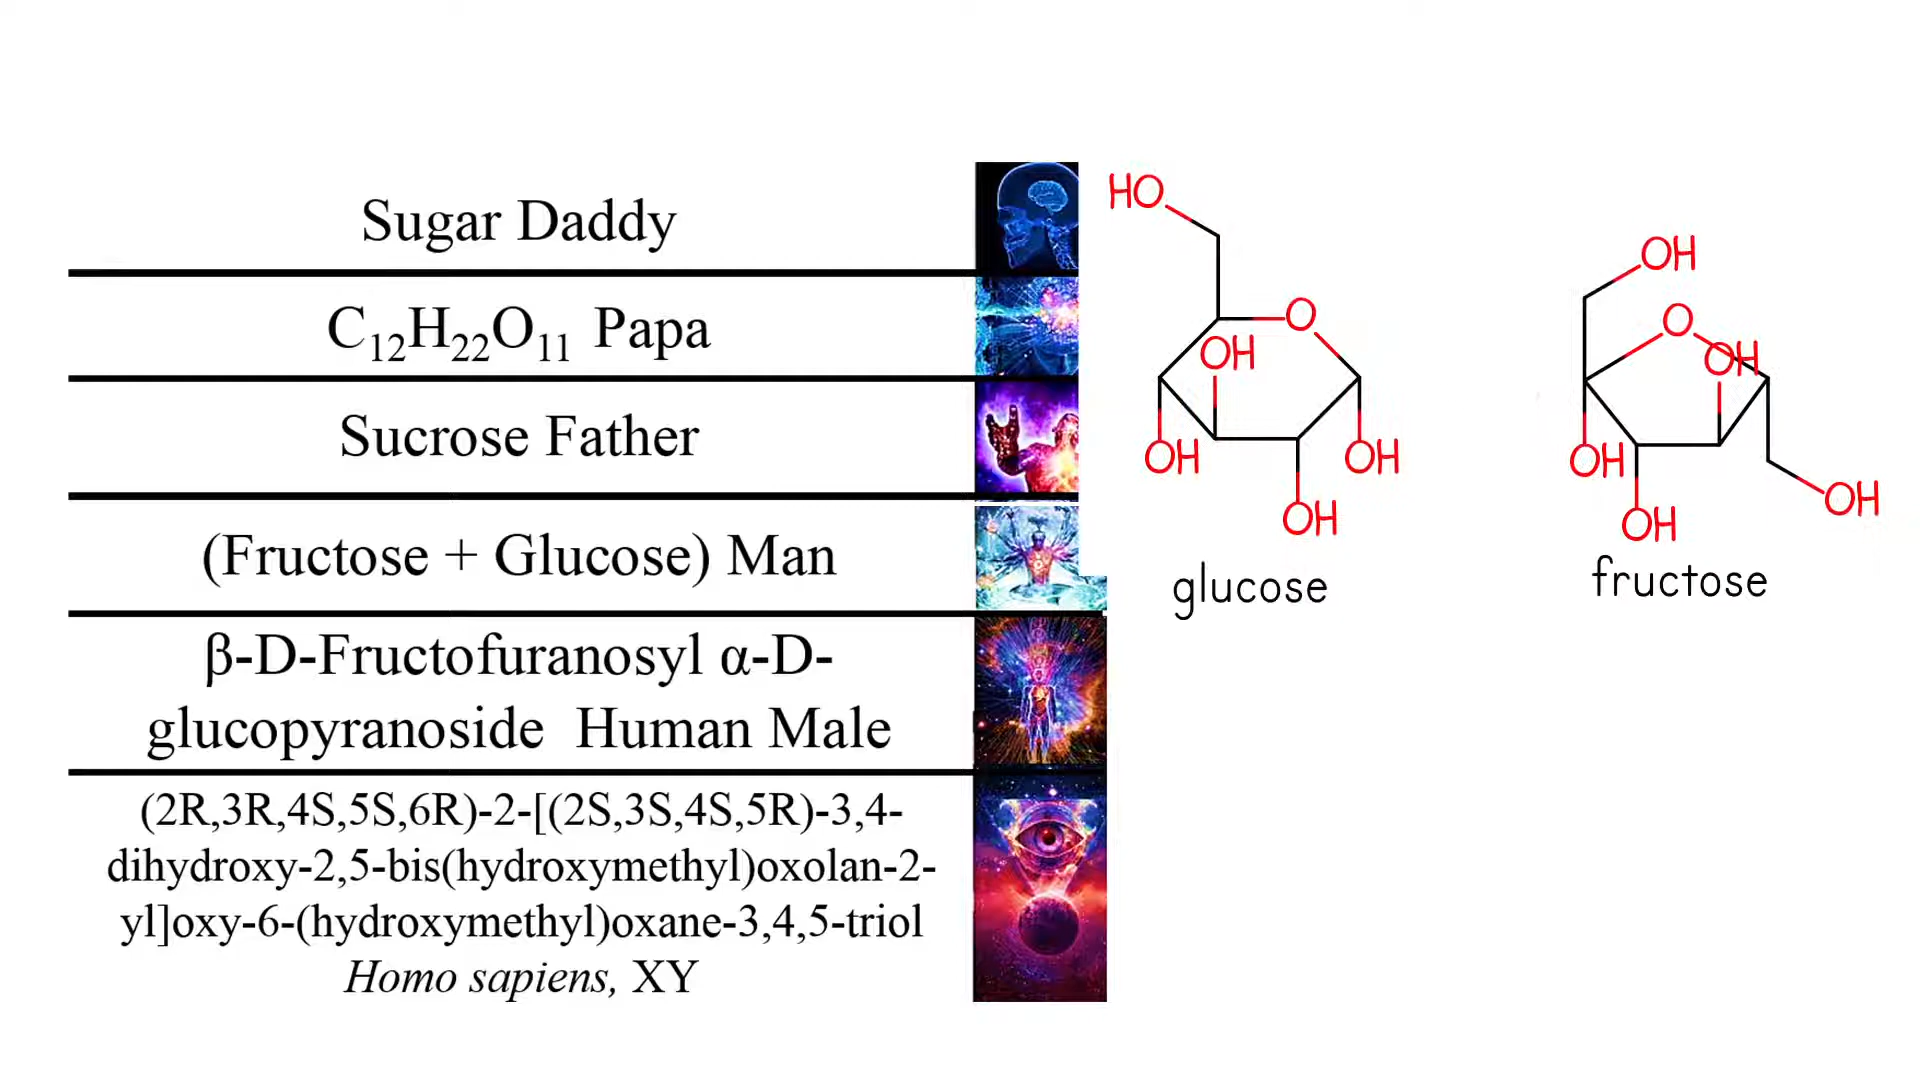 Sugar Daddy
C₁₂H₂₂O₁₁ Papa
Sucrose Father
(Fructose + Glucose) Man
β-D-Fructofuranosyl α-D-
glucopyranoside Human Male
(2R,3R,4S,5S,6R)-2-[(2S,3S,4S,5R)-3,4-
dihydroxy-2,5-bis(hydroxymethyl)oxolan-2-
yl]oxy-6-(hydroxymethyl)oxane-3,4,5-triol
Homo sapiens, XY
HO
O
OH
OH
OH
OH
glucose
OH
O
OH
OH
OH
OH
fructose